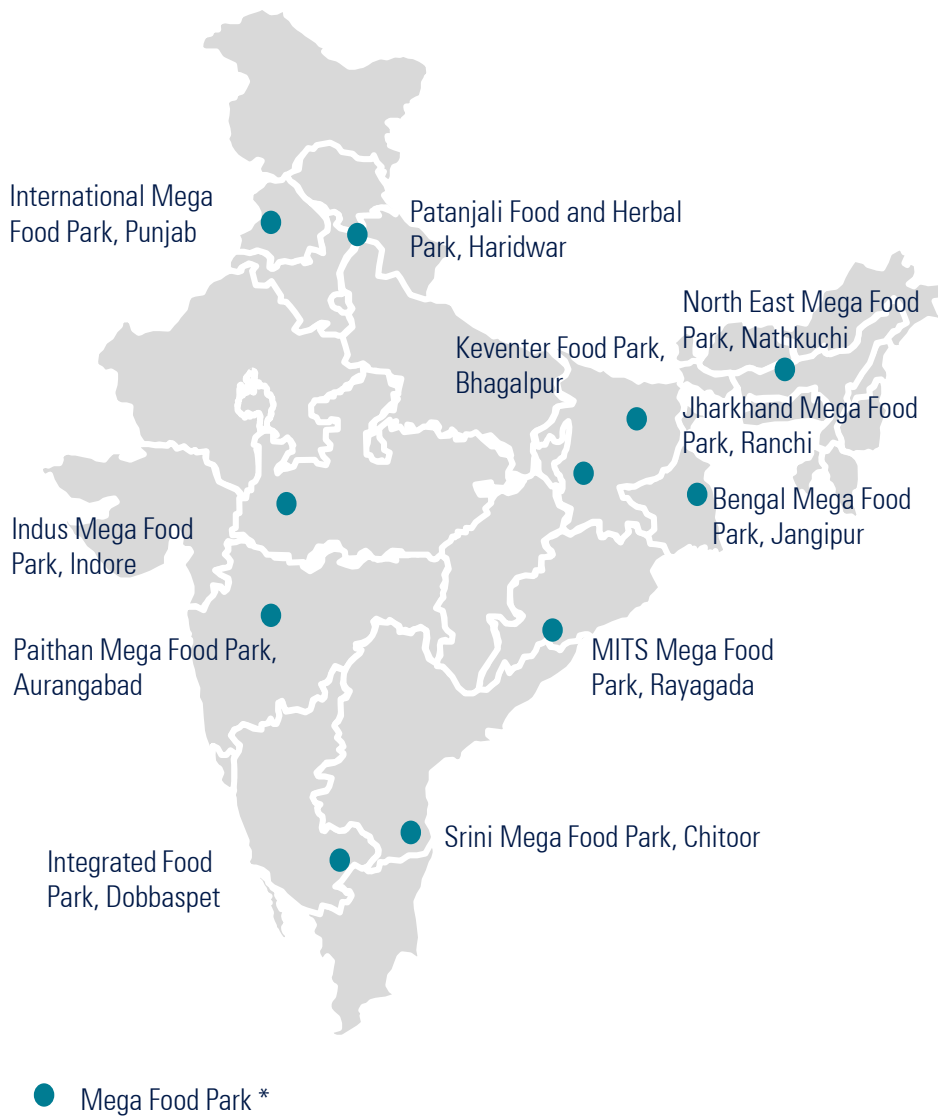 International Mega
Food Park, Punjab
Patanjali Food and Herbal
Park, Haridwar
North East Mega Food
Park, Nathkuchi
Keventer Food Park,
Bhagalpur
Jharkhand Mega Food
Park, Ranchi
Bengal Mega Food
Park, Jangipur
Indus Mega Food
Park, Indore
Paithan Mega Food Park,
Aurangabad
MITS Mega Food
Park, Rayagada
Srini Mega Food Park, Chitoor
Integrated Food
Park, Dobbaspet
Mega Food Park *